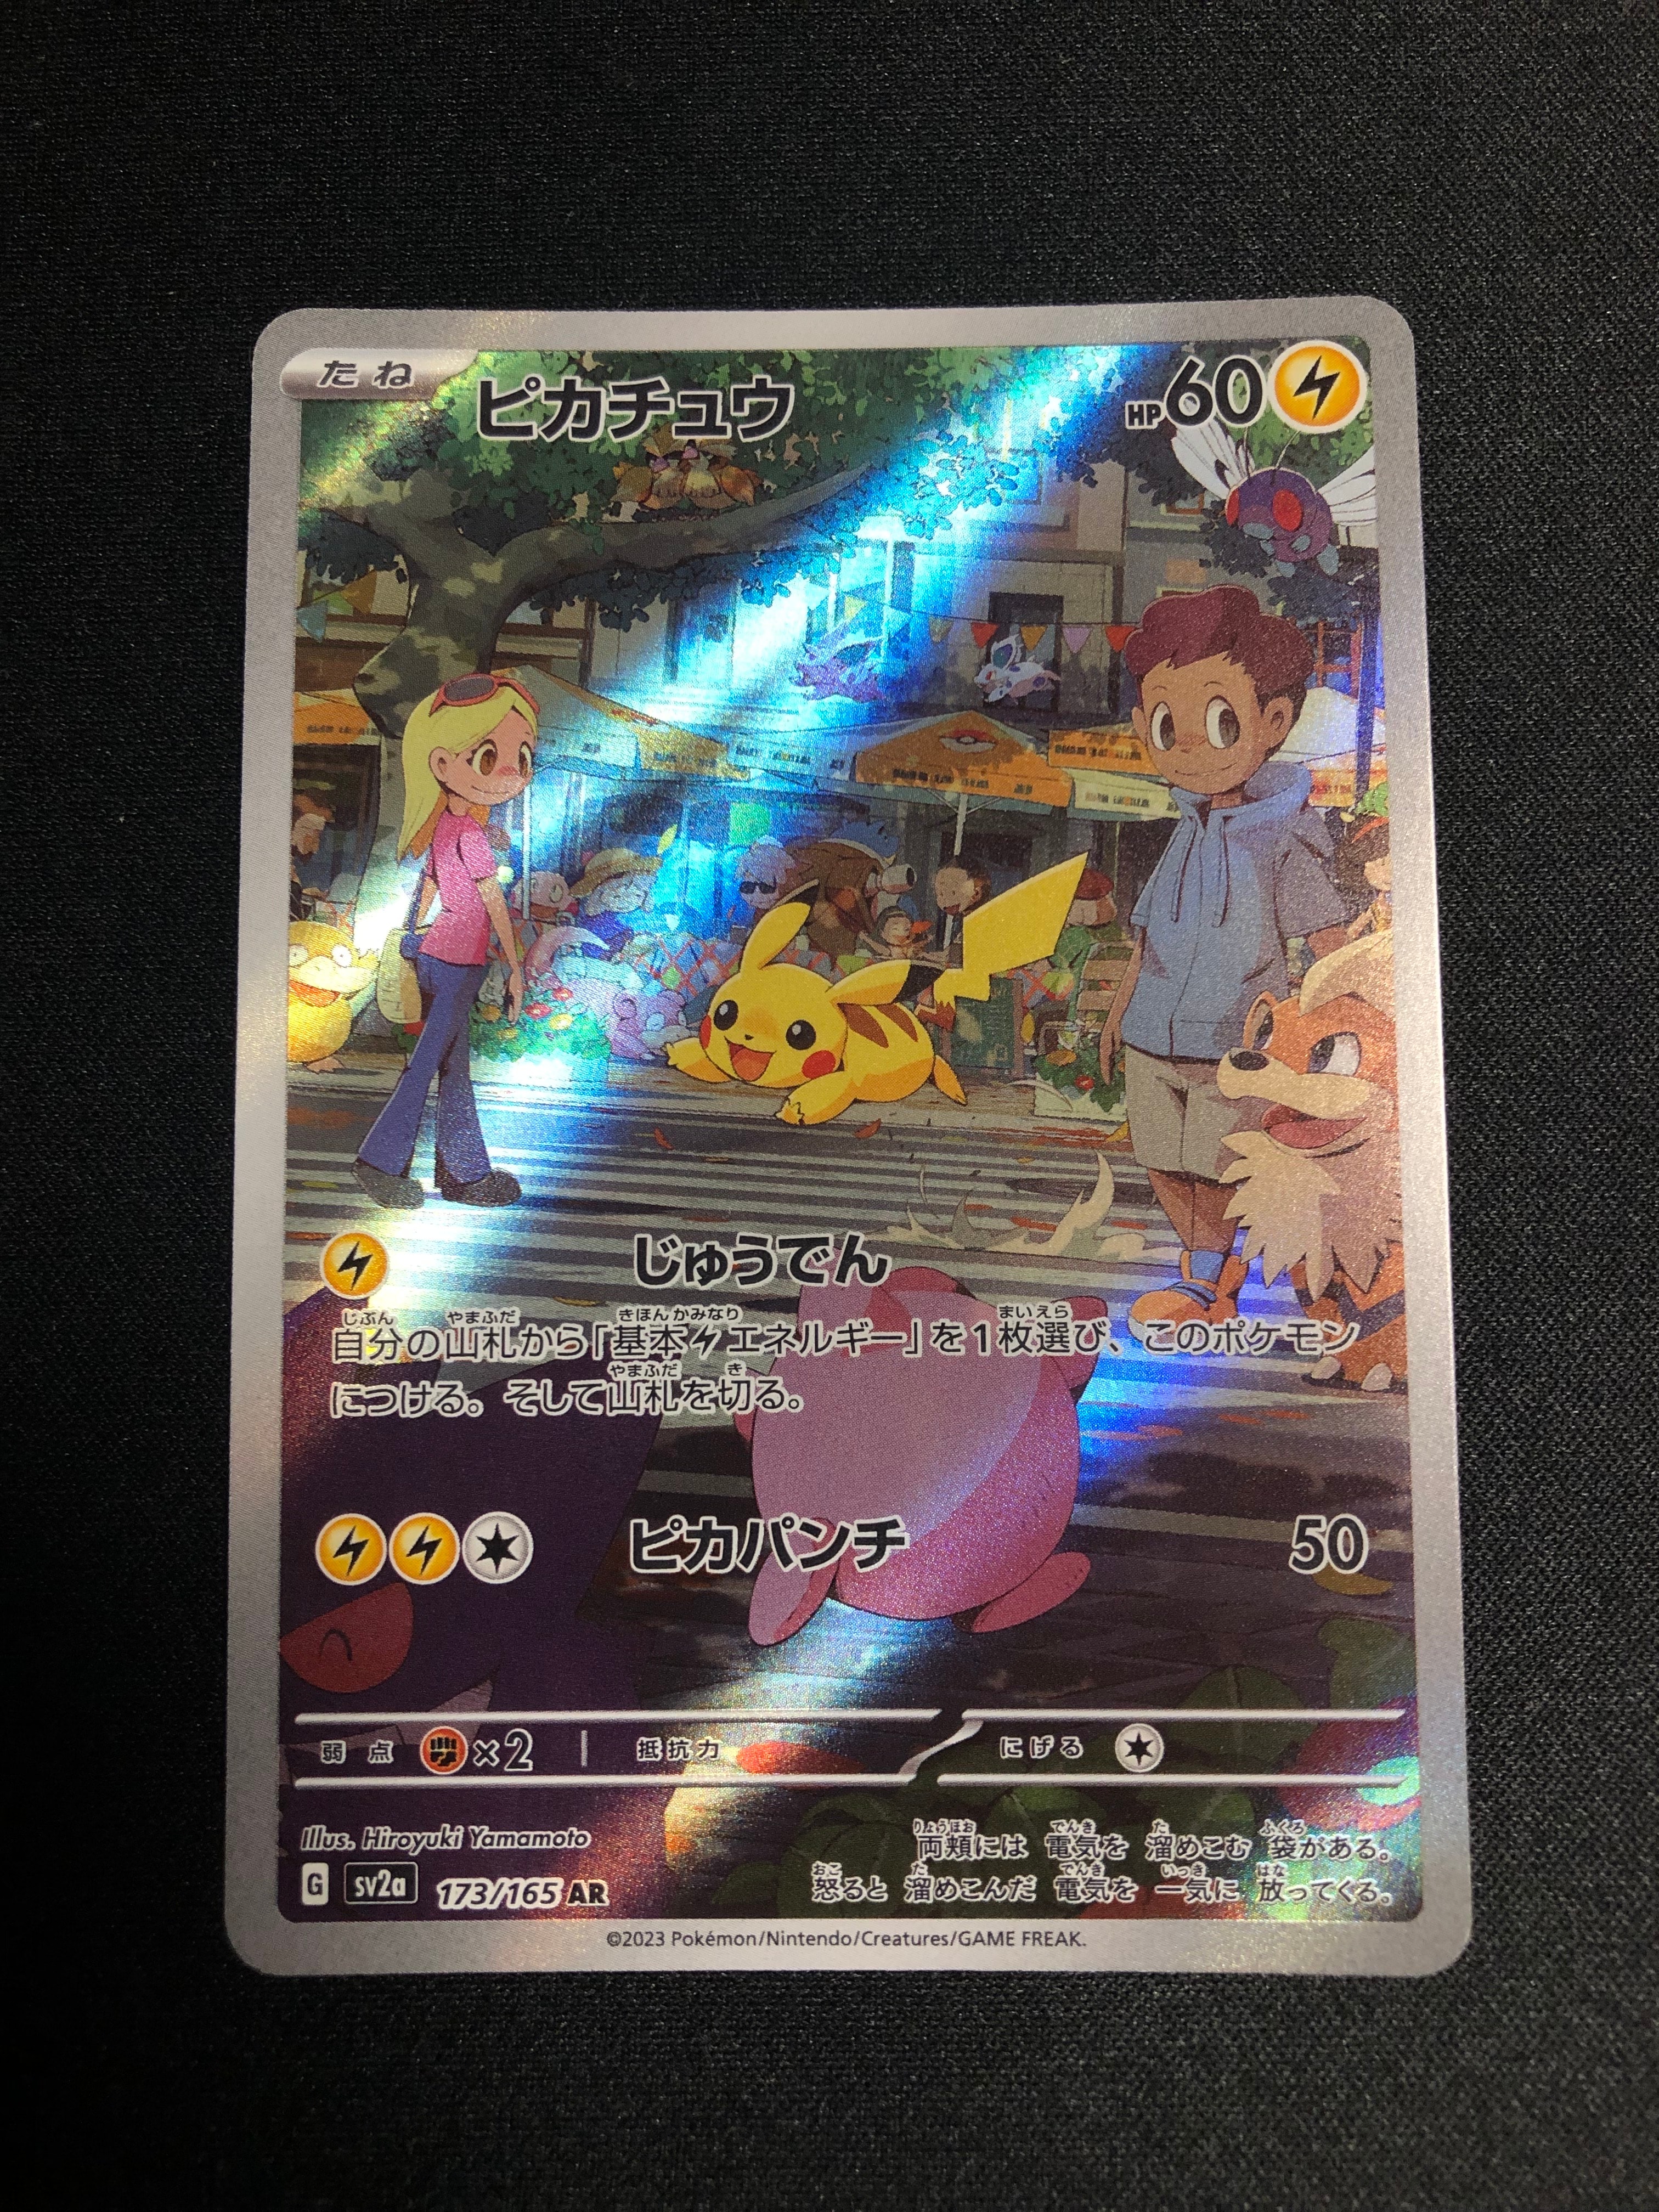 たね
ピカチュウ
HP60
じゅうでん
自分の山札から「基本エネルギー」を1枚選び、このポケモン
につける。そして山札を切る。
ピカパンチ 50
弱点 ×2 抵抗力 にげる
Illus. Hiroyuki Yamamoto
両頬には 電気を 溜めこむ 袋がある。
怒ると 溜めこんだ 電気を 一気に 放ってくる。
G sv2a 173/165 AR
©2023 Pokémon/Nintendo/Creatures/GAME FREAK.